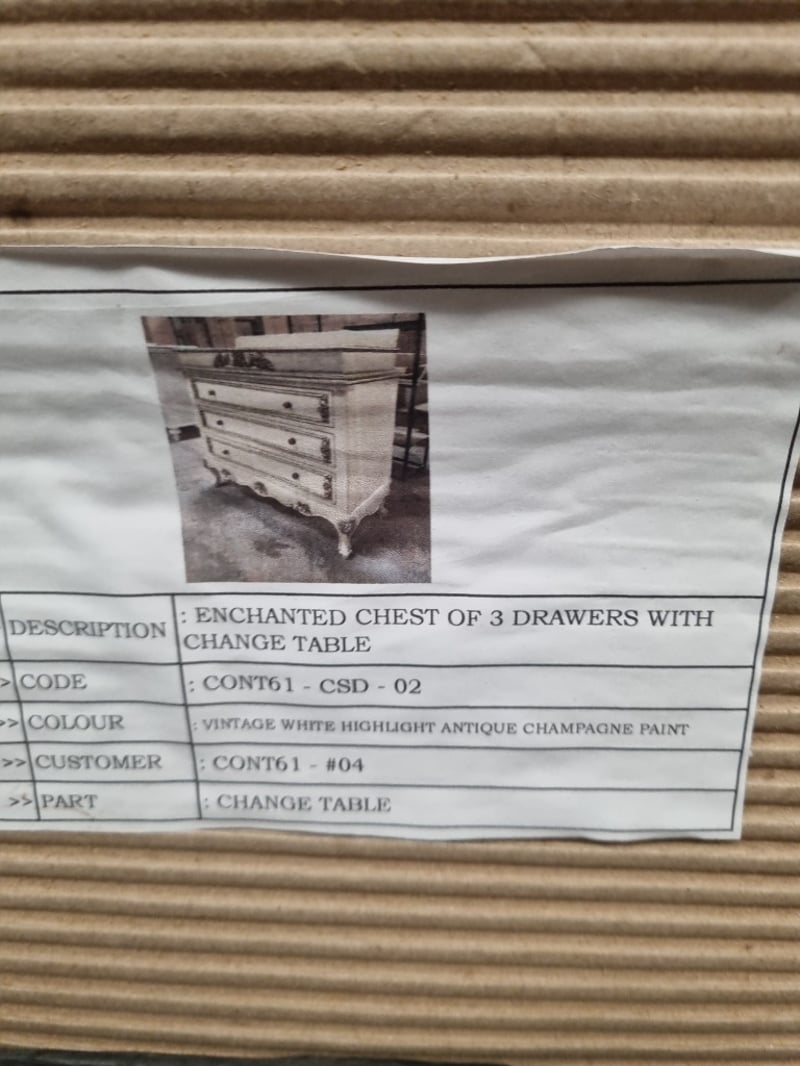 DESCRIPTION : ENCHANTED CHEST OF 3 DRAWERS WITH
CHANGE TABLE
>CODE : CONT61 - CSD - 02
>>COLOUR : VINTAGE WHITE HIGHLIGHT ANTIQUE CHAMPAGNE PAINT
>>CUSTOMER : CONT61 - #04
>>PART : CHANGE TABLE